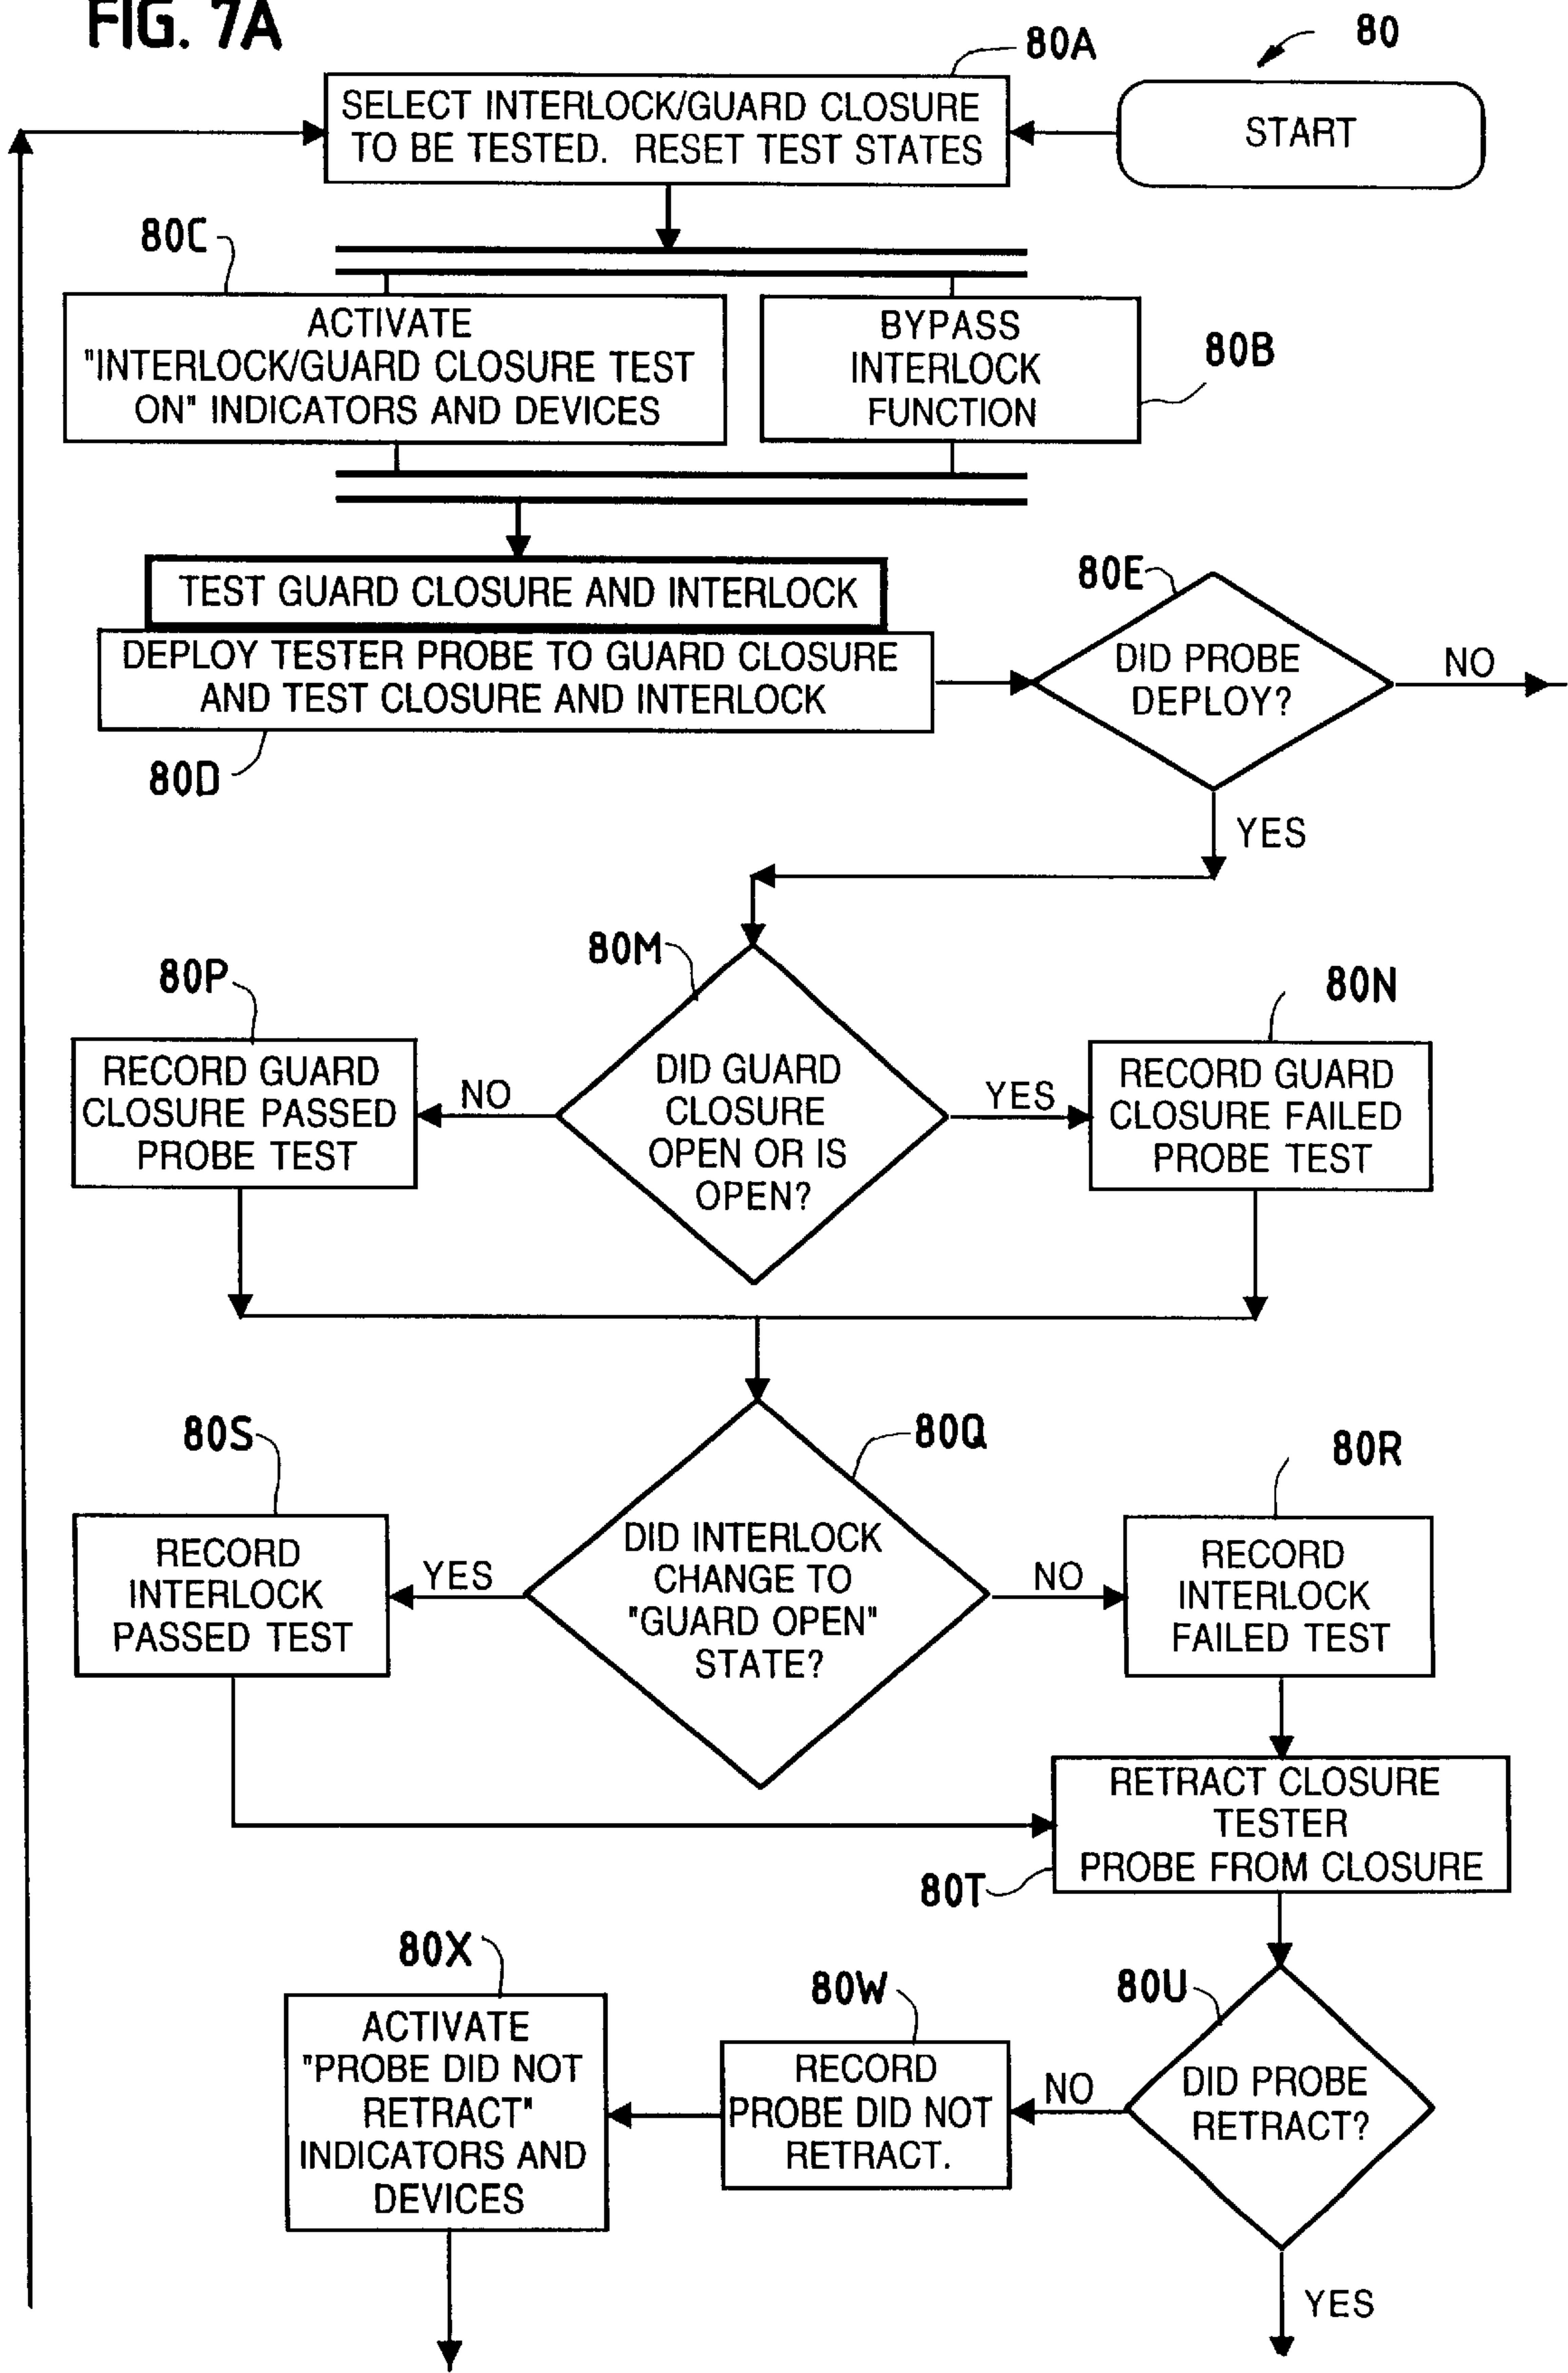 FIG. 7A
80A
80
SELECT INTERLOCK/GUARD CLOSURE
TO BE TESTED. RESET TEST STATES
START
80C
ACTIVATE
"INTERLOCK/GUARD CLOSURE TEST
ON" INDICATORS AND DEVICES
BYPASS
INTERLOCK
FUNCTION
80B
TEST GUARD CLOSURE AND INTERLOCK
DEPLOY TESTER PROBE TO GUARD CLOSURE
AND TEST CLOSURE AND INTERLOCK
80D
80E
DID PROBE
DEPLOY?
NO
YES
80M
80P
80N
RECORD GUARD
CLOSURE PASSED
PROBE TEST
NO
DID GUARD
CLOSURE
OPEN OR IS
OPEN?
YES
RECORD GUARD
CLOSURE FAILED
PROBE TEST
80S
80Q
80R
RECORD
INTERLOCK
PASSED TEST
YES
DID INTERLOCK
CHANGE TO
"GUARD OPEN"
STATE?
NO
RECORD
INTERLOCK
FAILED TEST
RETRACT CLOSURE
TESTER
PROBE FROM CLOSURE
80T
80X
80W
80U
ACTIVATE
"PROBE DID NOT
RETRACT"
INDICATORS AND
DEVICES
RECORD
PROBE DID NOT
RETRACT.
NO
DID PROBE
RETRACT?
YES